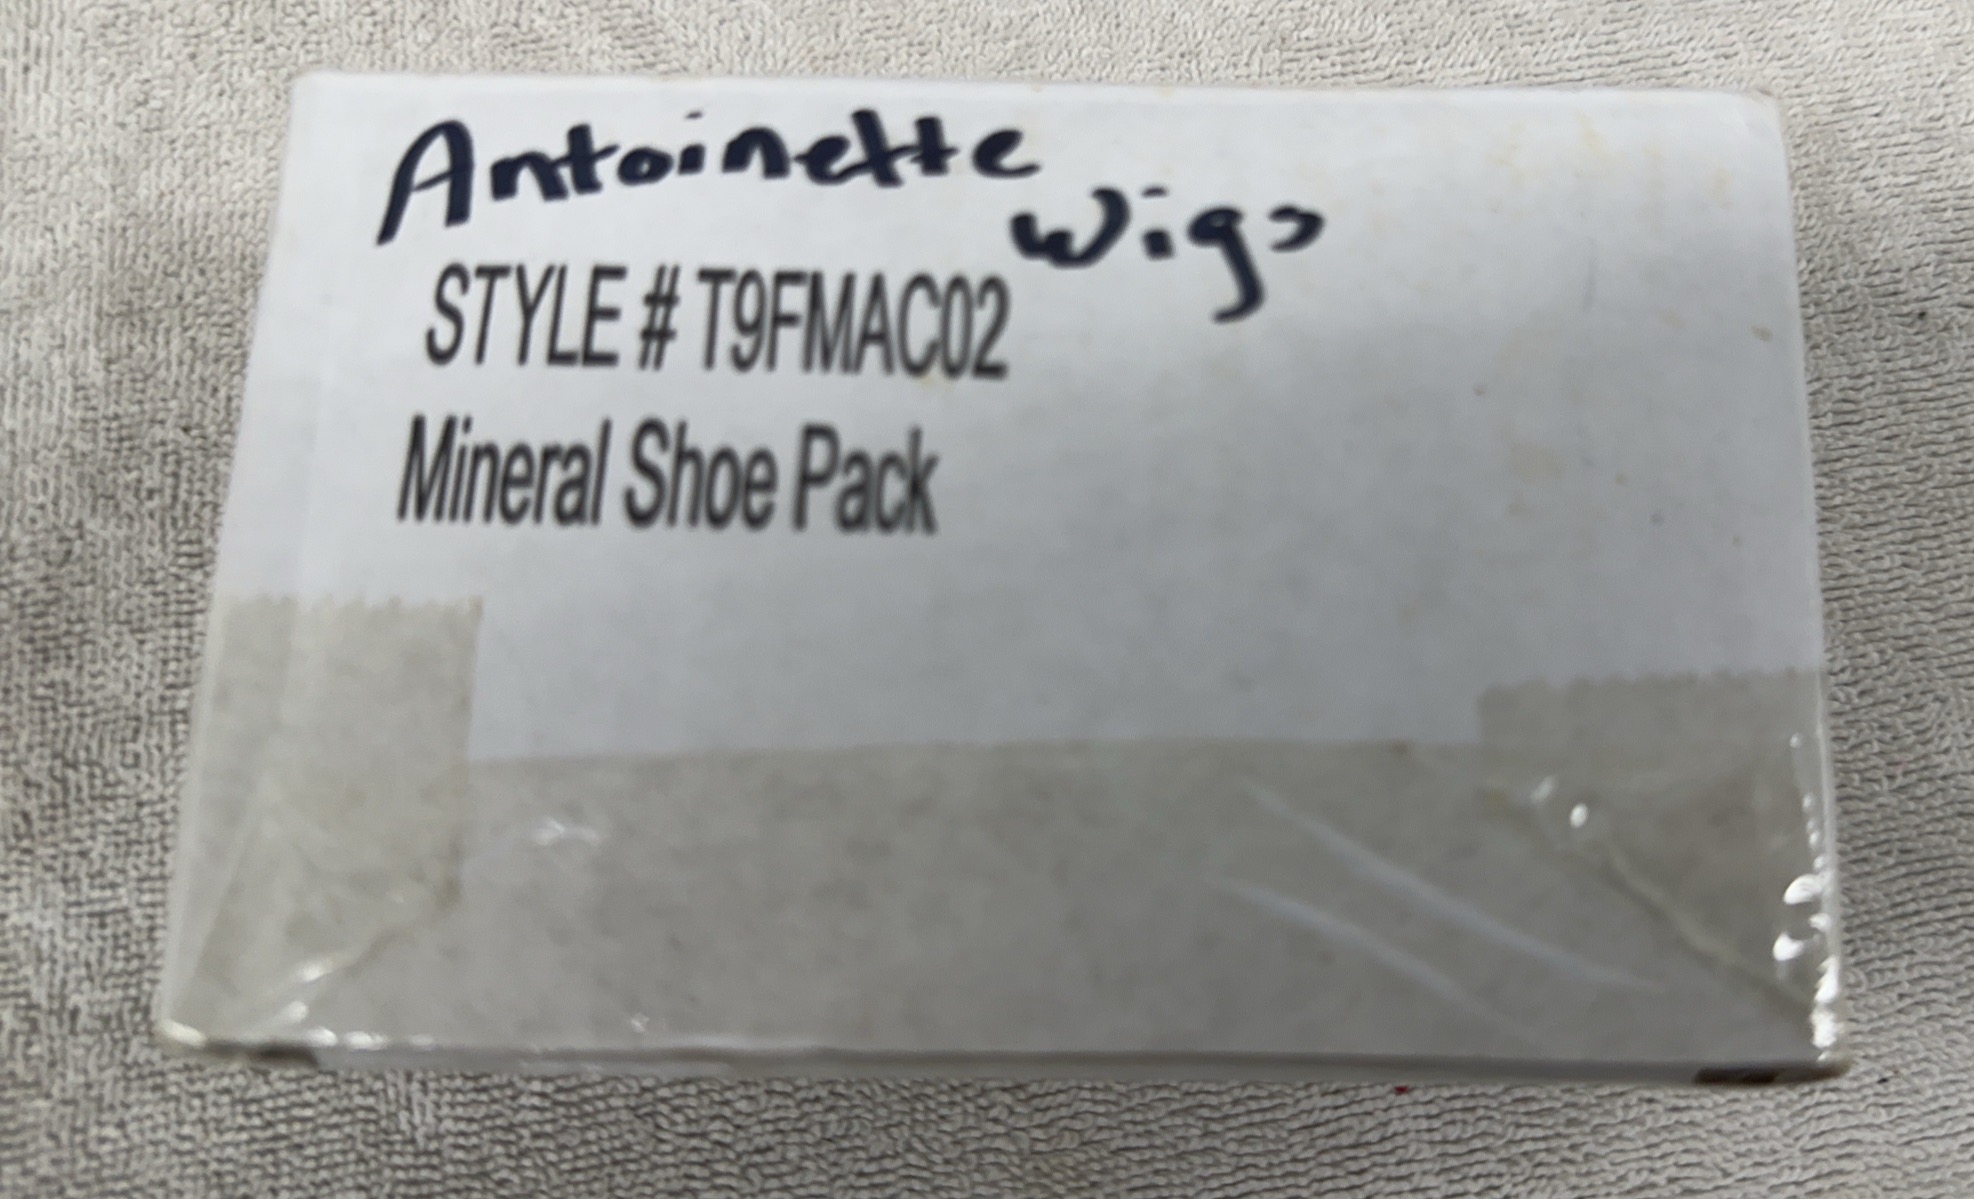 Antoinette
Wigs
STYLE # T9FMAC02
Mineral Shoe Pack